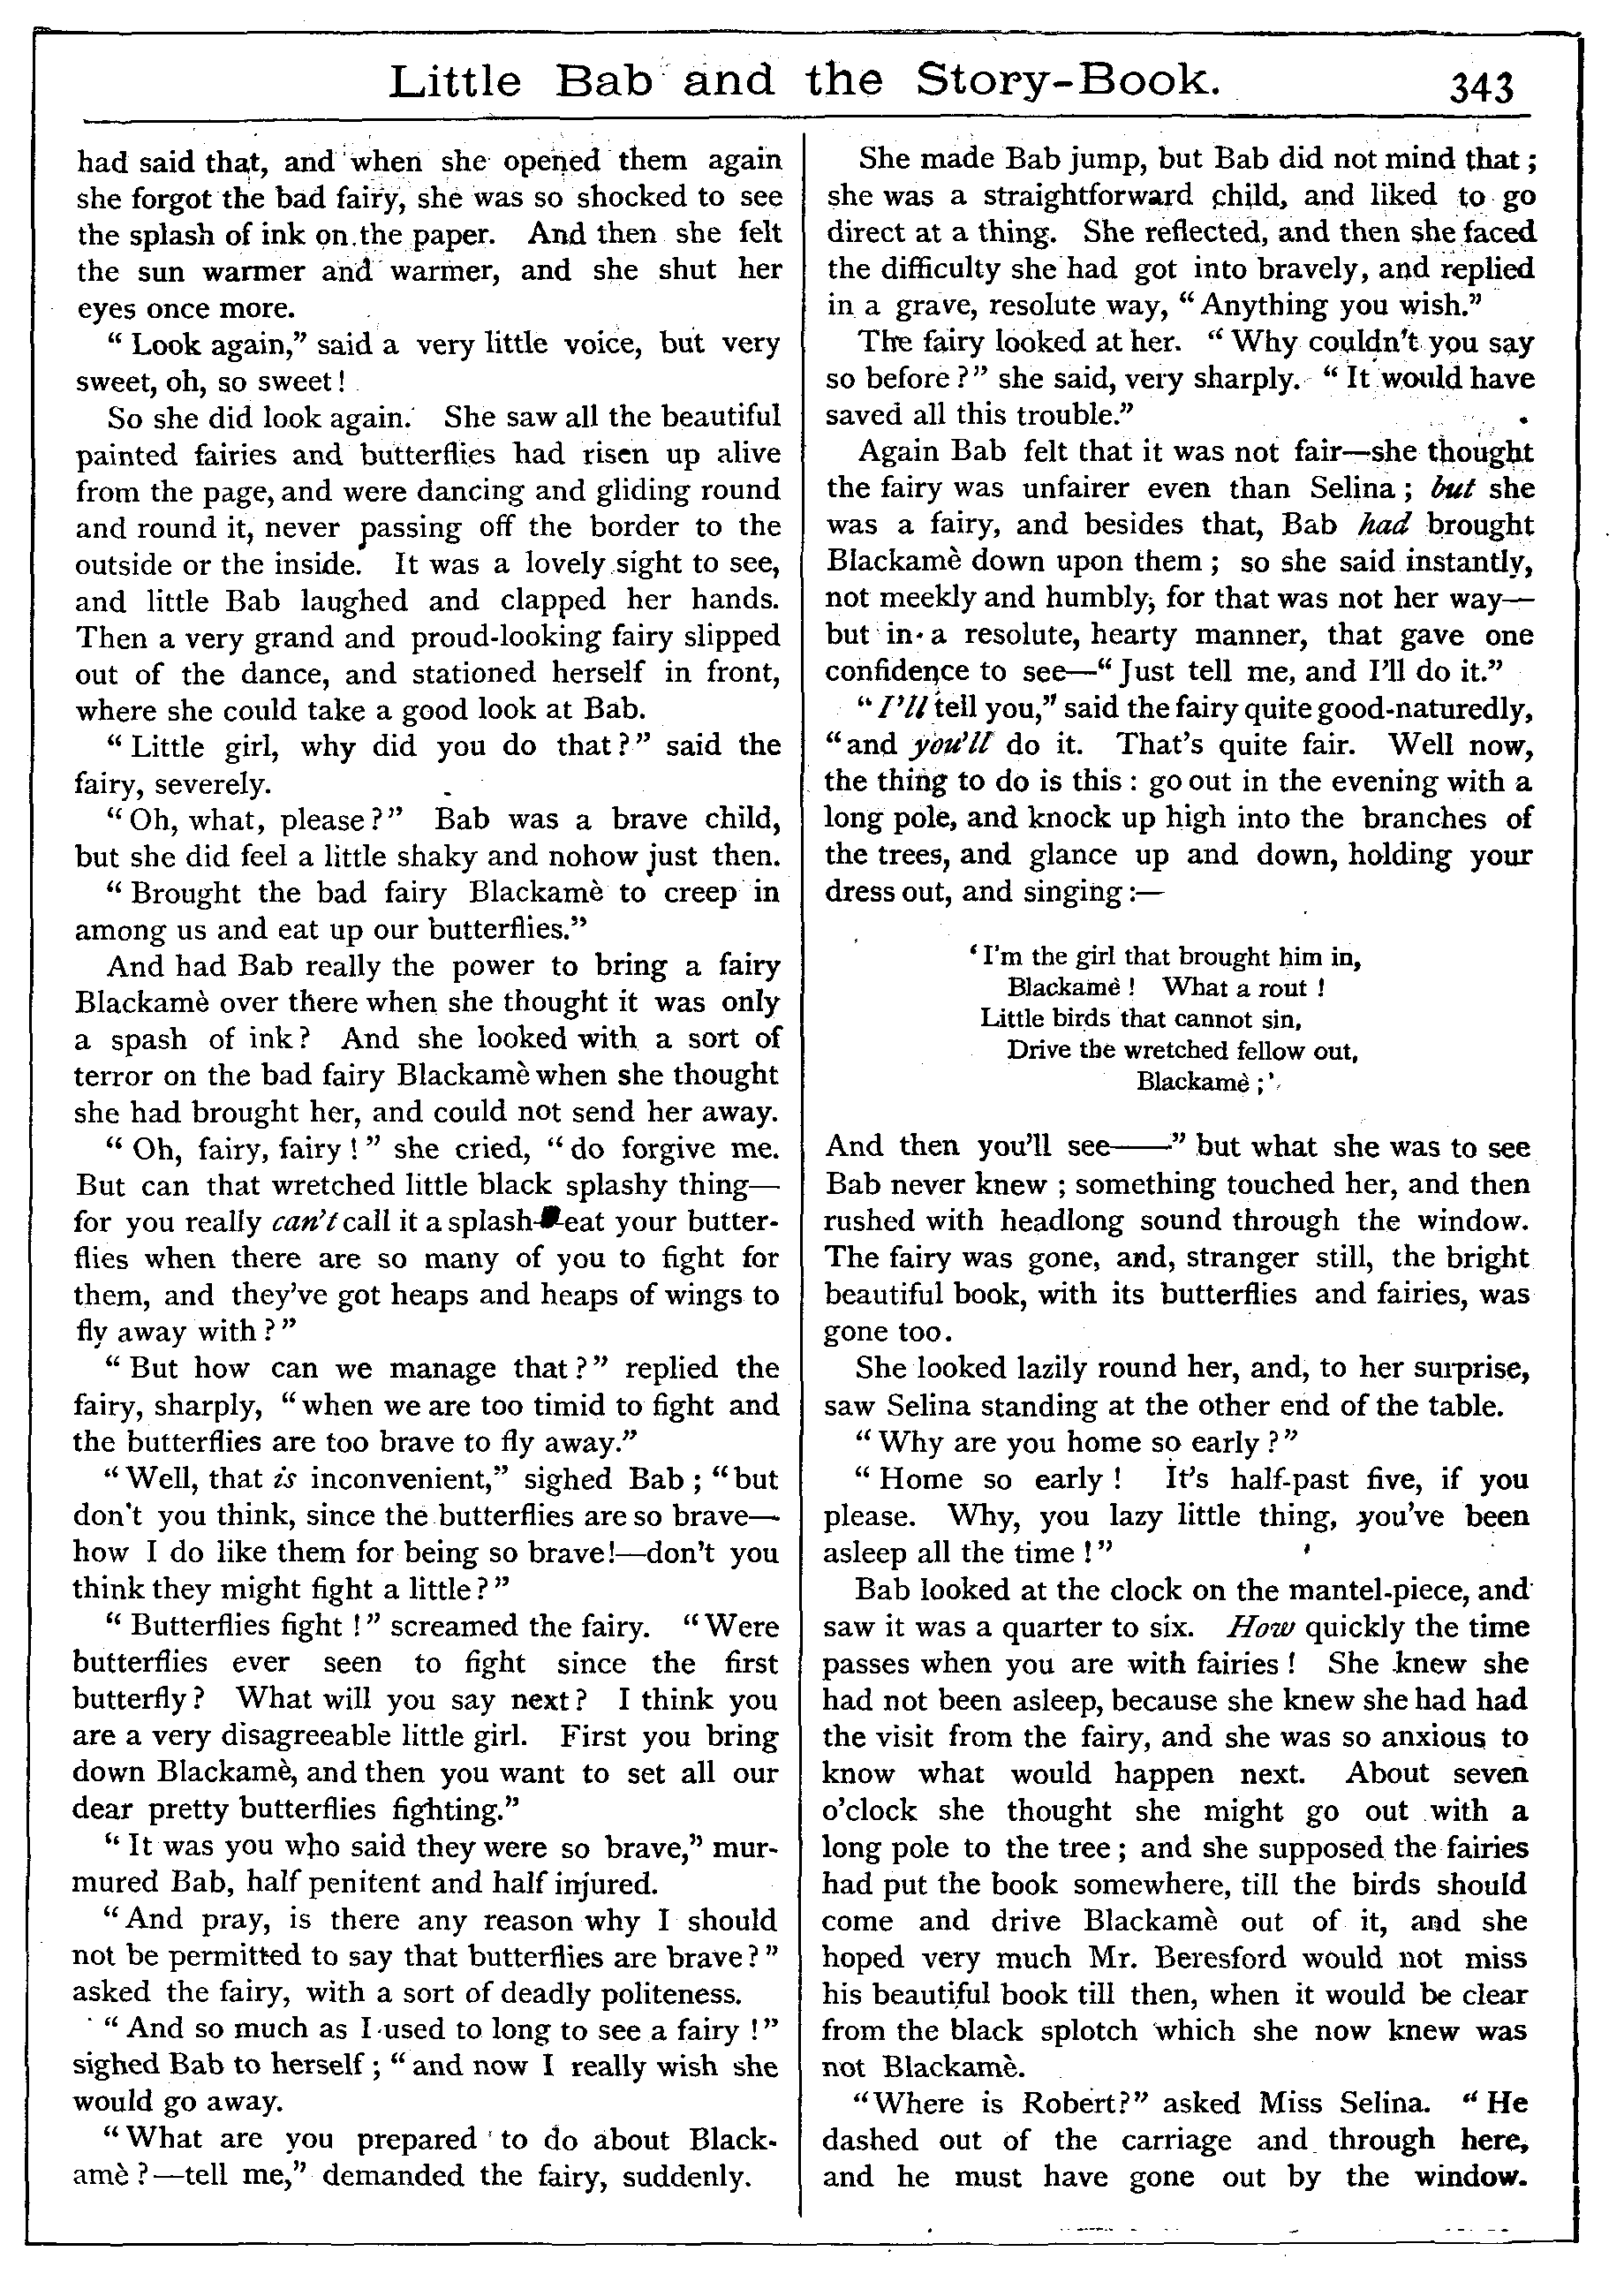 Little Bab and the Story-Book.
343
had said that, and when she opened them again
she forgot the bad fairy, she was so shocked to see
the splash of ink on the paper. And then she felt
the sun warmer and warmer, and she shut her
eyes once more.
“Look again,” said a very little voice, but very
sweet, oh, so sweet!
So she did look again. She saw all the beautiful
painted fairies and butterflies had risen up alive
from the page, and were dancing and gliding round
and round it, never passing off the border to the
outside or the inside. It was a lovely sight to see,
and little Bab laughed and clapped her hands.
Then a very grand and proud-looking fairy slipped
out of the dance, and stationed herself in front,
where she could take a good look at Bab.
“Little girl, why did you do that?” said the
fairy, severely.
“Oh, what, please?” Bab was a brave child,
but she did feel a little shaky and nohow just then.
“Brought the bad fairy Blackamè to creep in
among us and eat up our butterflies.”
And had Bab really the power to bring a fairy
Blackamè over there when she thought it was only
a spash of ink? And she looked with a sort of
terror on the bad fairy Blackamè when she thought
she had brought her, and could not send her away.
“Oh, fairy, fairy!” she cried, “do forgive me.
But can that wretched little black splashy thing—
for you really can’t call it a splash—eat your butter-
flies when there are so many of you to fight for
them, and they’ve got heaps and heaps of wings to
fly away with?”
“But how can we manage that?” replied the
fairy, sharply, “when we are too timid to fight and
the butterflies are too brave to fly away.”
“Well, that is inconvenient,” sighed Bab; “but
don’t you think, since the butterflies are so brave—
how I do like them for being so brave!—don’t you
think they might fight a little?”
“Butterflies fight!” screamed the fairy. “Were
butterflies ever seen to fight since the first
butterfly? What will you say next? I think you
are a very disagreeable little girl. First you bring
down Blackamè, and then you want to set all our
dear pretty butterflies fighting.”
“It was you who said they were so brave,” mur-
mured Bab, half penitent and half injured.
“And pray, is there any reason why I should
not be permitted to say that butterflies are brave?”
asked the fairy, with a sort of deadly politeness.
“And so much as I used to long to see a fairy!”
sighed Bab to herself; “and now I really wish she
would go away.
“What are you prepared to do about Black-
amè?—tell me,” demanded the fairy, suddenly.
She made Bab jump, but Bab did not mind that;
she was a straightforward child, and liked to go
direct at a thing. She reflected, and then she faced
the difficulty she had got into bravely, and replied
in a grave, resolute way, “Anything you wish.”
The fairy looked at her. “Why couldn’t you say
so before?” she said, very sharply. “It would have
saved all this trouble.”
Again Bab felt that it was not fair—she thought
the fairy was unfairer even than Selina; but she
was a fairy, and besides that, Bab had brought
Blackamè down upon them; so she said instantly,
not meekly and humbly, for that was not her way—
but in a resolute, hearty manner, that gave one
confidence to see—“Just tell me, and I’ll do it.”
“I’ll tell you,” said the fairy quite good-naturedly,
“and you’ll do it. That’s quite fair. Well now,
the thing to do is this: go out in the evening with a
long pole, and knock up high into the branches of
the trees, and glance up and down, holding your
dress out, and singing:—
‘I’m the girl that brought him in,
Blackamè! What a rout!
Little birds that cannot sin,
Drive the wretched fellow out,
Blackamè;’
And then you’ll see——” but what she was to see
Bab never knew; something touched her, and then
rushed with headlong sound through the window.
The fairy was gone, and, stranger still, the bright
beautiful book, with its butterflies and fairies, was
gone too.
She looked lazily round her, and, to her surprise,
saw Selina standing at the other end of the table.
“Why are you home so early?”
“Home so early! It’s half-past five, if you
please. Why, you lazy little thing, you’ve been
asleep all the time!”
Bab looked at the clock on the mantel-piece, and
saw it was a quarter to six. How quickly the time
passes when you are with fairies! She knew she
had not been asleep, because she knew she had had
the visit from the fairy, and she was so anxious to
know what would happen next. About seven
o’clock she thought she might go out with a
long pole to the tree; and she supposed the fairies
had put the book somewhere, till the birds should
come and drive Blackamè out of it, and she
hoped very much Mr. Beresford would not miss
his beautiful book till then, when it would be clear
from the black splotch which she now knew was
not Blackamè.
“Where is Robert?” asked Miss Selina. “He
dashed out of the carriage and through here,
and he must have gone out by the window.